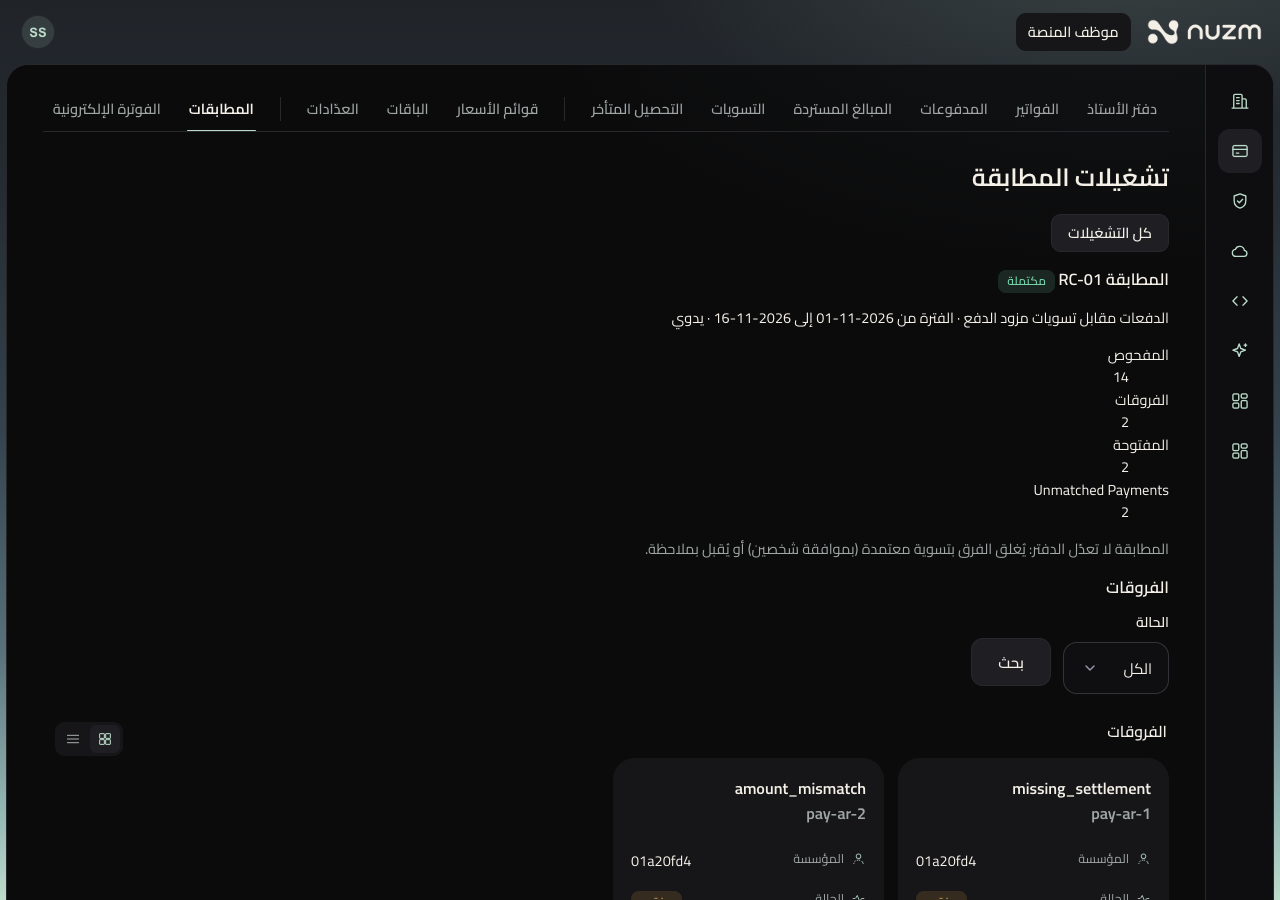 nuzm
موظف المنصة
SS
دفتر الأستاذ
الفواتير
المدفوعات
المبالغ المستردة
التسويات
التحصيل المتأخر
قوائم الأسعار
الباقات
العدّادات
المطابقات
الفوترة الإلكترونية
تشغيلات المطابقة
كل التشغيلات
المطابقة RC-01 مكتملة
الدفعات مقابل تسويات مزود الدفع · الفترة من 2026-11-01 إلى 2026-11-16 · يدوي
المفحوص
14
الفروقات
2
المفتوحة
2
Unmatched Payments
2
المطابقة لا تعدّل الدفتر: يُغلق الفرق بتسوية معتمدة (بموافقة شخصين) أو يُقبل بملاحظة.
الفروقات
الحالة
الكل
بحث
الفروقات
missing_settlement
pay-ar-1
المؤسسة
01a20fd4
الحالة
amount_mismatch
pay-ar-2
المؤسسة
01a20fd4
الحالة